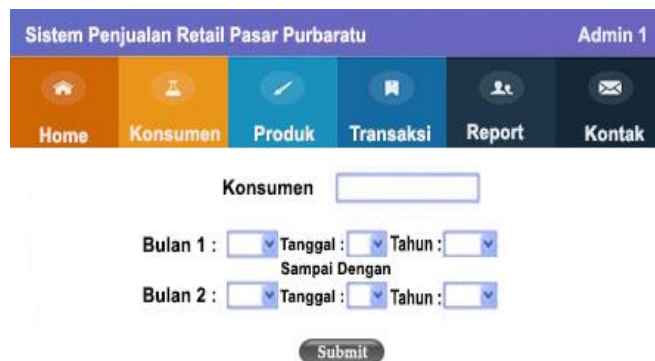 Sistem Penjualan Retail Pasar Purbaratu Admin 1
Home Konsumen Produk Transaksi Report Kontak
Konsumen
Bulan 1 : Tanggal : Tahun :
Sampai Dengan
Bulan 2 : Tanggal : Tahun :
Submit